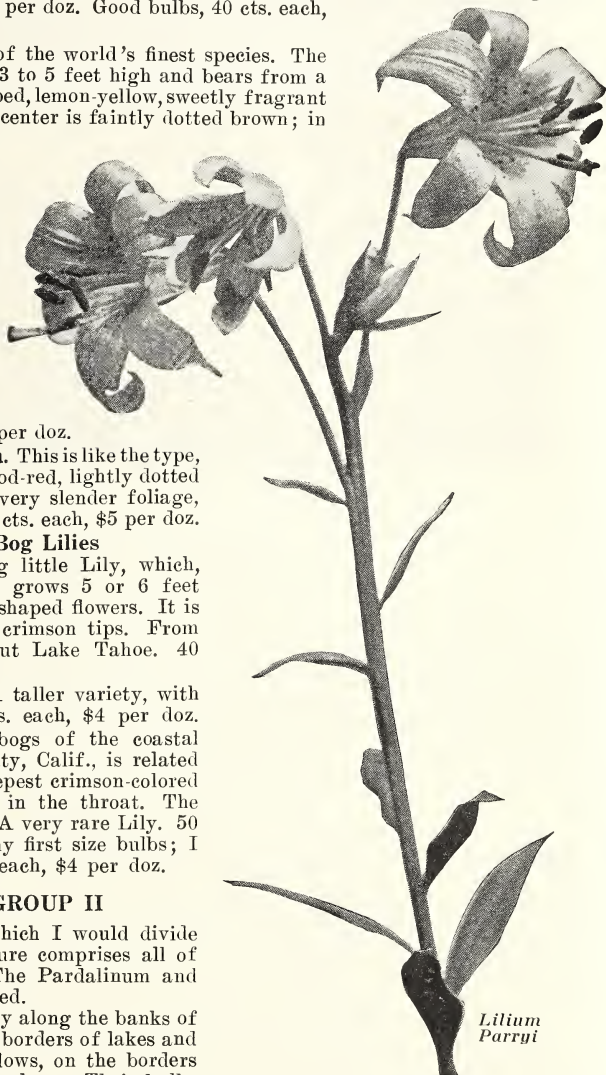 per doz. Good bulbs, 40 cts. each,
of the world's finest species. The
3 to 5 feet high and bears from a
ped, lemon-yellow, sweetly fragrant
center is faintly dotted brown; in
per doz.
This is like the type,
od-red, lightly dotted
very slender foliage,
cts. each, $5 per doz.
Bog Lilies
g little Lily, which,
grows 5 or 6 feet
shaped flowers. It is
crimson tips. From
ut Lake Tahoe. 40
taller variety, with
s. each, $4 per doz.
bogs of the coastal
ty, Calif., is related
epest crimson-colored
in the throat. The
A very rare Lily. 50
ny first size bulbs; I
each, $4 per doz.
GROUP II
hich I would divide
ure comprises all of
The Pardalinum and
ed.
y along the banks of
borders of lakes and
lows, on the borders
Lilium
Parryi